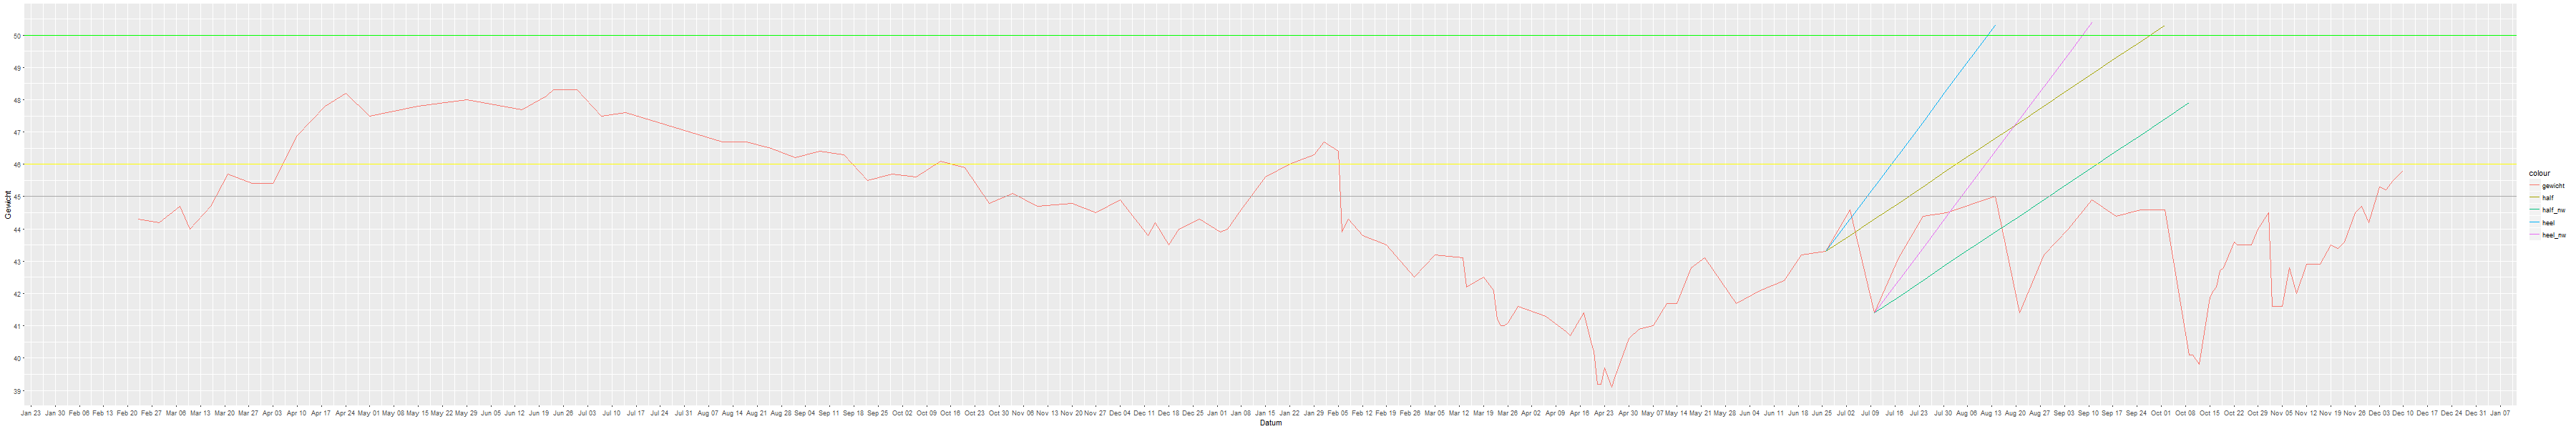 50
49
48
47
46
45
44
43
42
41
40
39
Gewicht
Jan 23 Jan 30 Feb 06 Feb 13 Feb 20 Feb 27 Mar 06 Mar 13 Mar 20 Mar 27 Apr 03 Apr 10 Apr 17 Apr 24 May 01 May 08 May 15 May 22 May 29 Jun 05 Jun 12 Jun 19 Jun 26 Jul 03 Jul 10 Jul 17 Jul 24 Jul 31 Aug 07 Aug 14 Aug 21 Aug 28 Sep 04 Sep 11 Sep 18 Sep 25 Oct 02 Oct 09 Oct 16 Oct 23 Oct 30 Nov 06 Nov 13 Nov 20 Nov 27 Dec 04 Dec 11 Dec 18 Dec 25 Jan 01 Jan 08 Jan 15 Jan 22 Jan 29 Feb 05 Feb 12 Feb 19 Feb 26 Mar 05 Mar 12 Mar 19 Mar 26 Apr 02 Apr 09 Apr 16 Apr 23 Apr 30 May 07 May 14 May 21 May 28 Jun 04 Jun 11 Jun 18 Jun 25 Jul 02 Jul 09 Jul 16 Jul 23 Jul 30 Aug 06 Aug 13 Aug 20 Aug 27 Sep 03 Sep 10 Sep 17 Sep 24 Oct 01 Oct 08 Oct 15 Oct 22 Oct 29 Nov 05 Nov 12 Nov 19 Nov 26 Dec 03 Dec 10 Dec 17 Dec 24 Dec 31 Jan 07
Datum
colour
gewicht
half
half_nw
heel
heel_nw